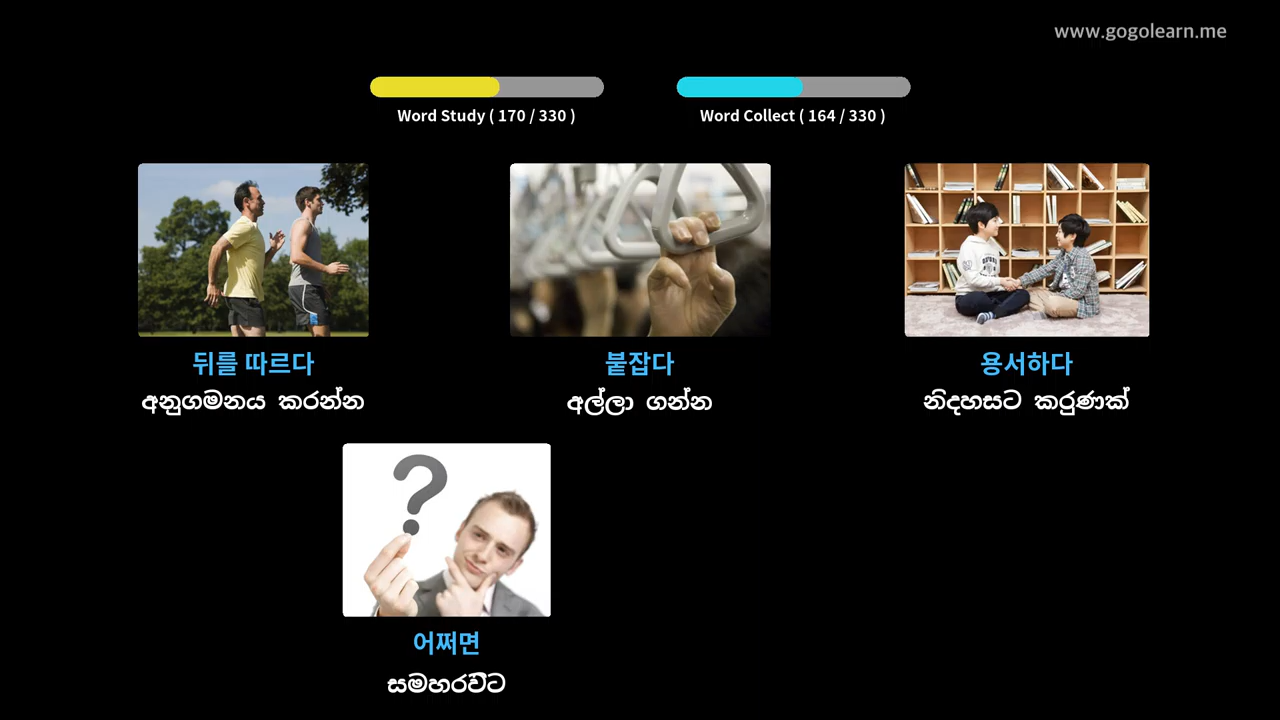 www.gogolearn.me
Word Study ( 170 / 330 )
Word Collect ( 164 / 330 )
뒤를 따르다
붙잡다
용서하다
අනුගමනය කරන්න
අල්ලා ගන්න
නිදහසට කරුණක්
어쩌면
සමහරවිට